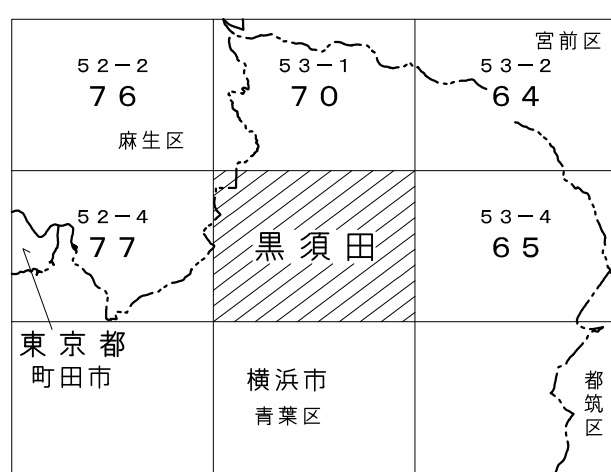 宮前区
52-2
76
麻生区
53-1
70
53-2
64
52-4
77
黒須田
53-4
65
東京都
町田市
横浜市
青葉区
都筑区